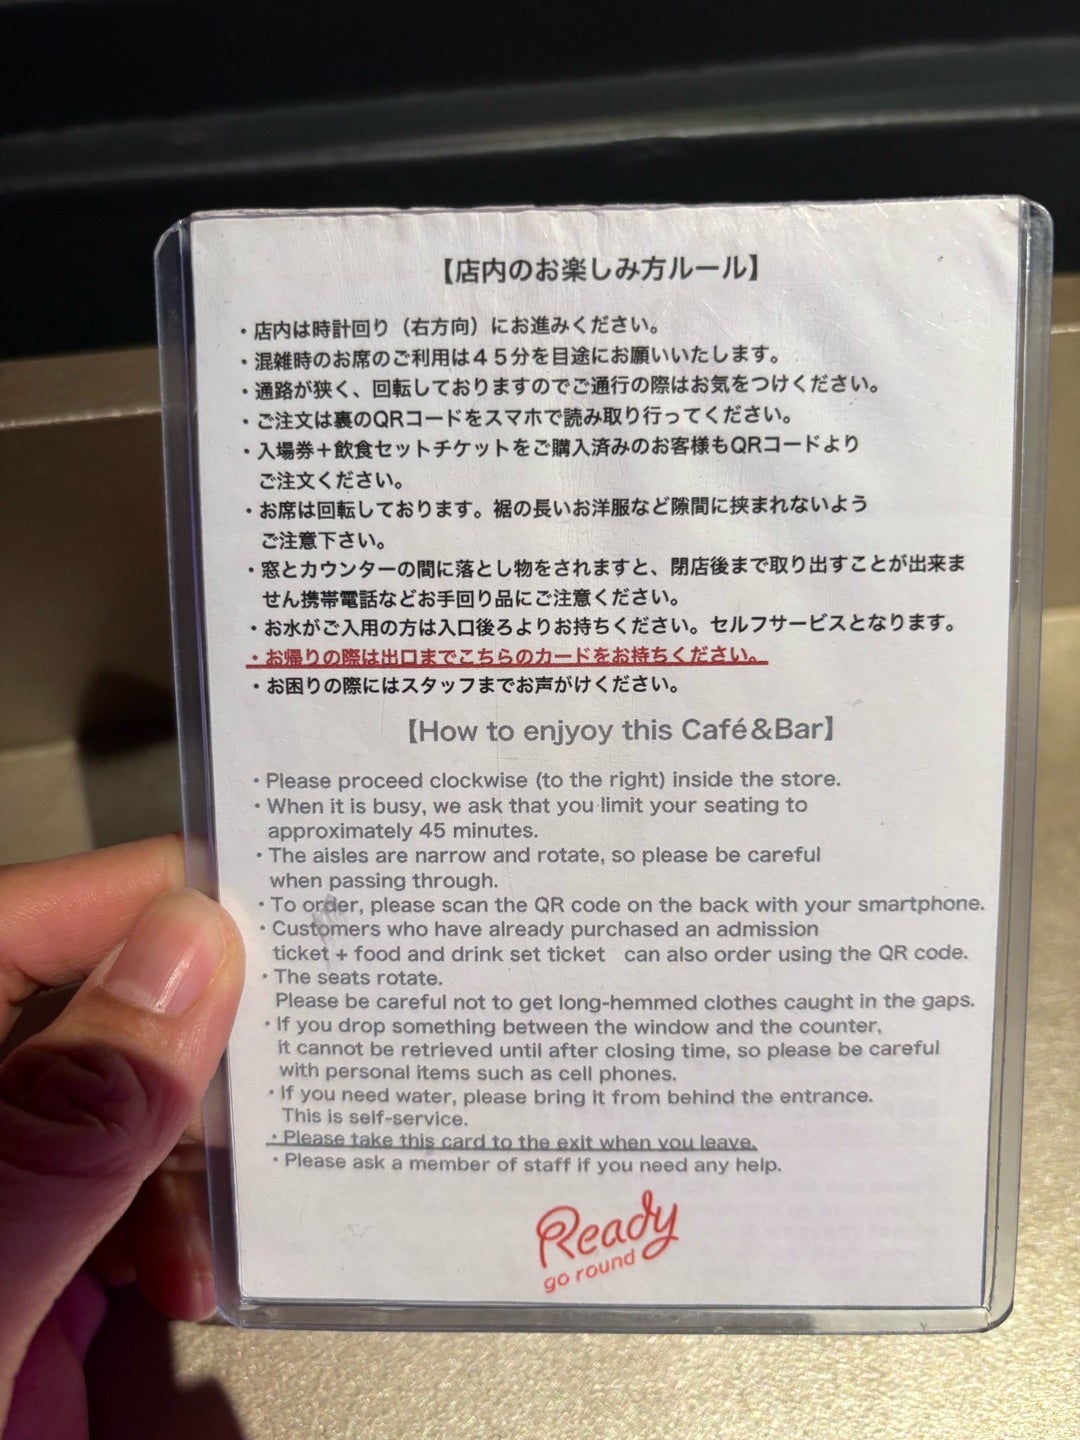 【店内のお楽しみ方ルール】
・店内は時計回り（右方向）にお進みください。
・混雑時のお席のご利用は４５分を目途にお願いいたします。
・通路が狭く、回転しておりますのでご通行の際はお気をつけください。
・ご注文は裏のQRコードをスマホで読み取り行ってください。
・入場券＋飲食セットチケットをご購入済みのお客様もQRコードより
ご注文ください。
・お席は回転しております。裾の長いお洋服など隙間に挟まれないよう
ご注意下さい。
・窓とカウンターの間に落とし物をされますと、閉店後まで取り出すことが出来ま
せん携帯電話などお手回り品にご注意ください。
・お水がご入用の方は入口後ろよりお持ちください。セルフサービスとなります。
・お帰りの際は出口までこちらのカードをお持ちください。
・お困りの際にはスタッフまでお声がけください。
【How to enjyoy this Café&Bar】
・Please proceed clockwise (to the right) inside the store.
・When it is busy, we ask that you limit your seating to
approximately 45 minutes.
・The aisles are narrow and rotate, so please be careful
when passing through.
・To order, please scan the QR code on the back with your smartphone.
・Customers who have already purchased an admission
ticket + food and drink set ticket can also order using the QR code.
・The seats rotate.
Please be careful not to get long-hemmed clothes caught in the gaps.
・If you drop something between the window and the counter,
it cannot be retrieved until after closing time, so please be careful
with personal items such as cell phones.
・If you need water, please bring it from behind the entrance.
This is self-service.
・Please take this card to the exit when you leave.
・Please ask a member of staff if you need any help.
Ready
go round